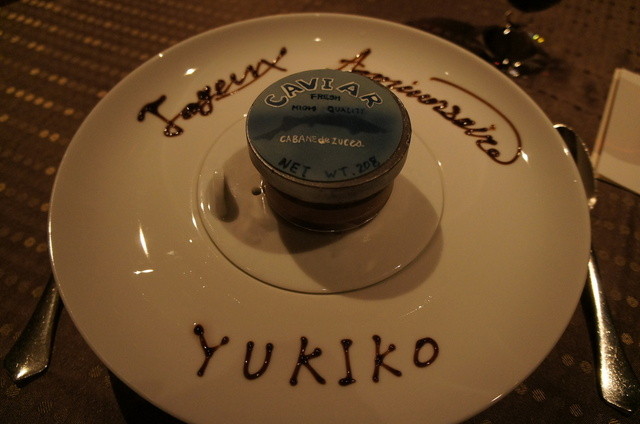 Joyeux Anniversaire
CAVIAR
FRESH
HIGH QUALITY
CABANE de ZUCCa
NET WT. 20g
YUKIKO